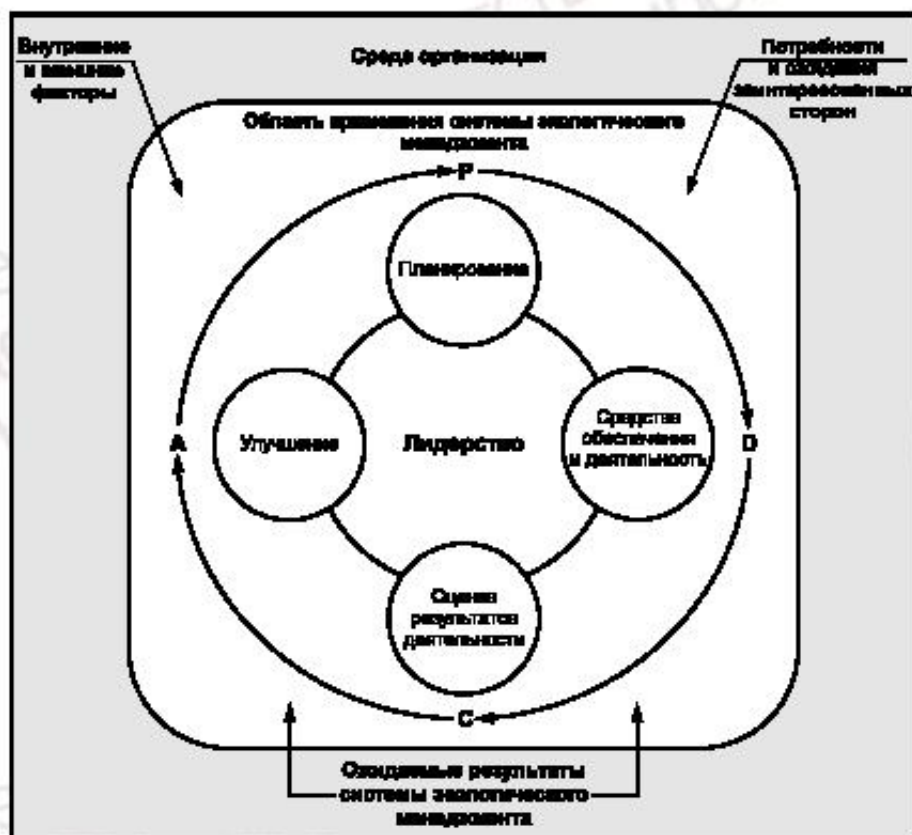 Среда организации
Внутренние
и внешние
факторы
Потребности
и ожидания
заинтересованных
сторон
Область применения системы экологического
менеджмента
P
Планирование
A
Улучшение
Лидерство
Средства
обеспечения
и деятельность
D
Оценка
результатов
деятельности
C
Ожидаемые результаты
системы экологического
менеджмента